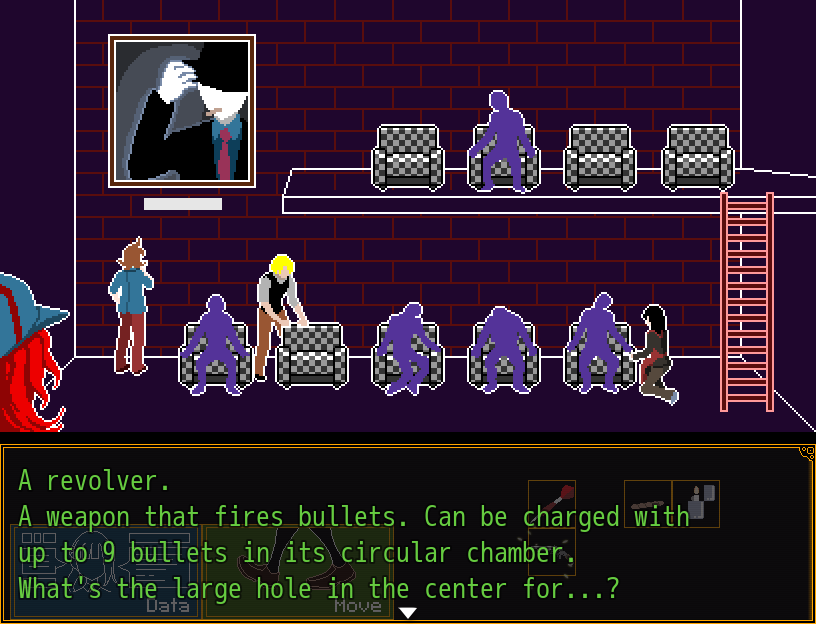 A revolver.
A weapon that fires bullets. Can be charged with
up to 9 bullets in its circular chamber.
What's the large hole in the center for...?
Data
Move